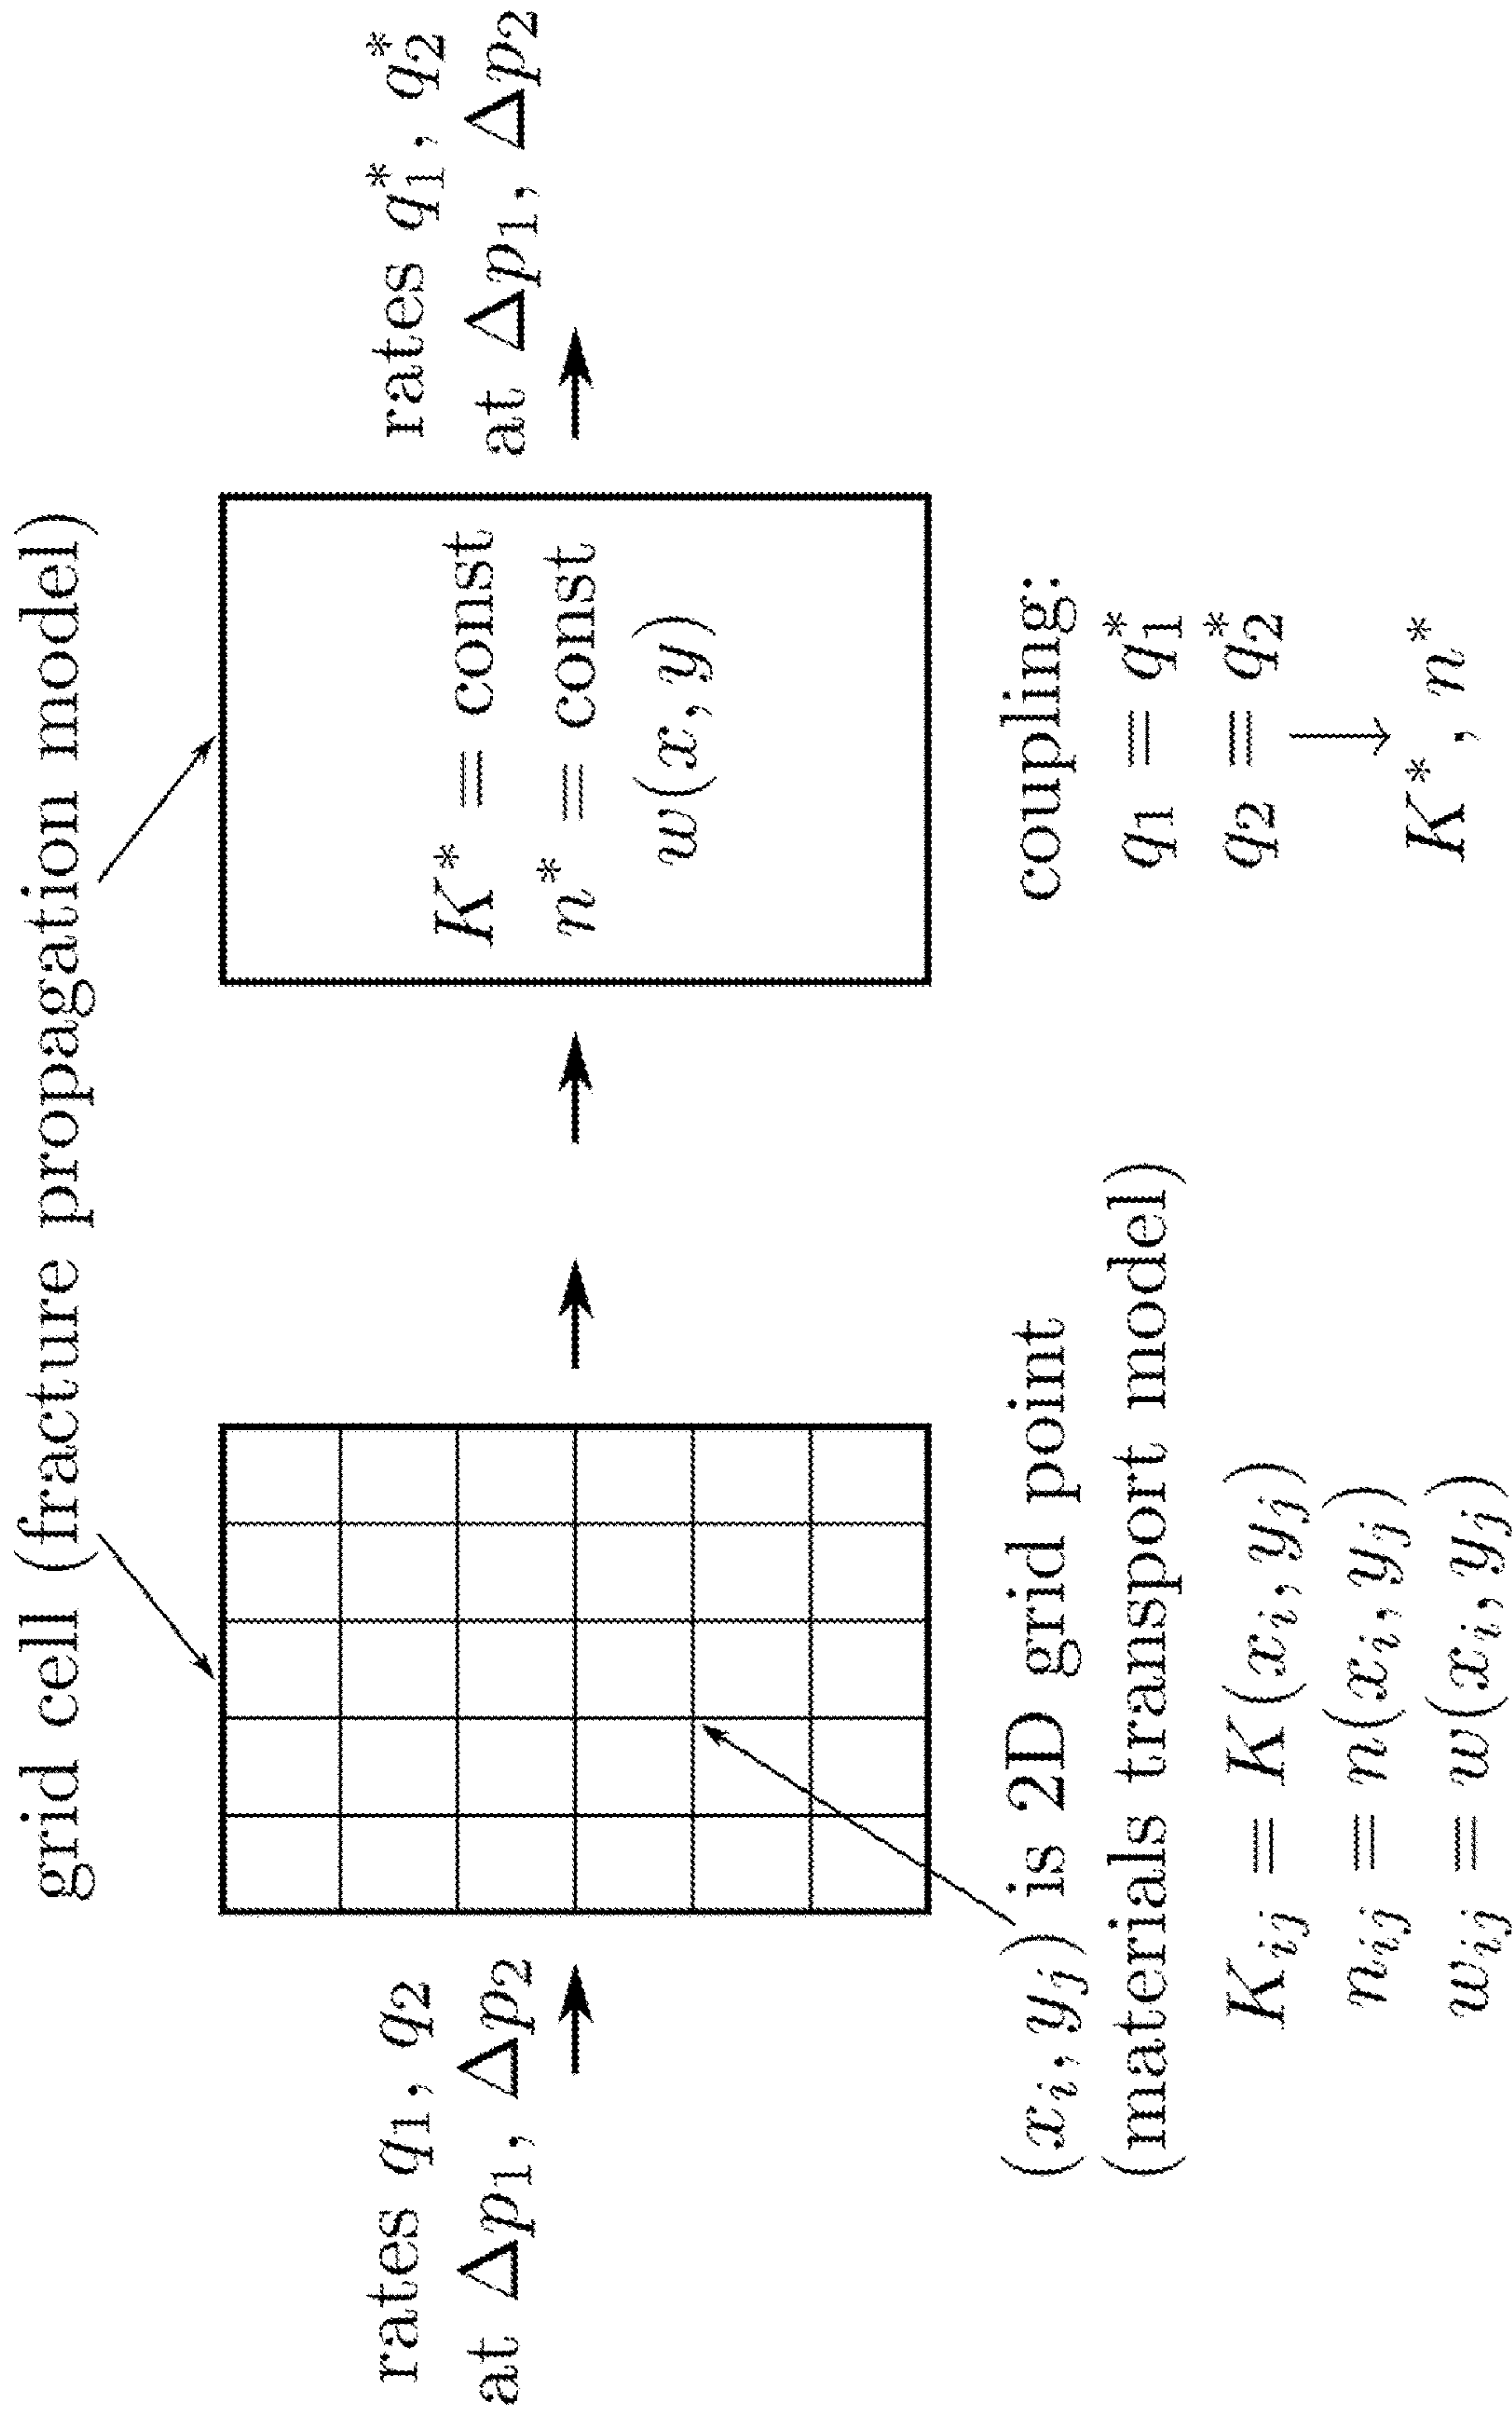 grid cell (fracture propagation model)
rates q₁, q₂
at Δp₁, Δp₂
K* = const
n* = const
w(x, y)
rates q₁*, q₂*
at Δp₁, Δp₂
(xᵢ, yⱼ) is 2D grid point
(materials transport model)
Kᵢⱼ = K(xᵢ, yⱼ)
nᵢⱼ = n(xᵢ, yⱼ)
wᵢⱼ = w(xᵢ, yⱼ)
coupling:
q₁ = q₁*
q₂ = q₂*
K*, n*